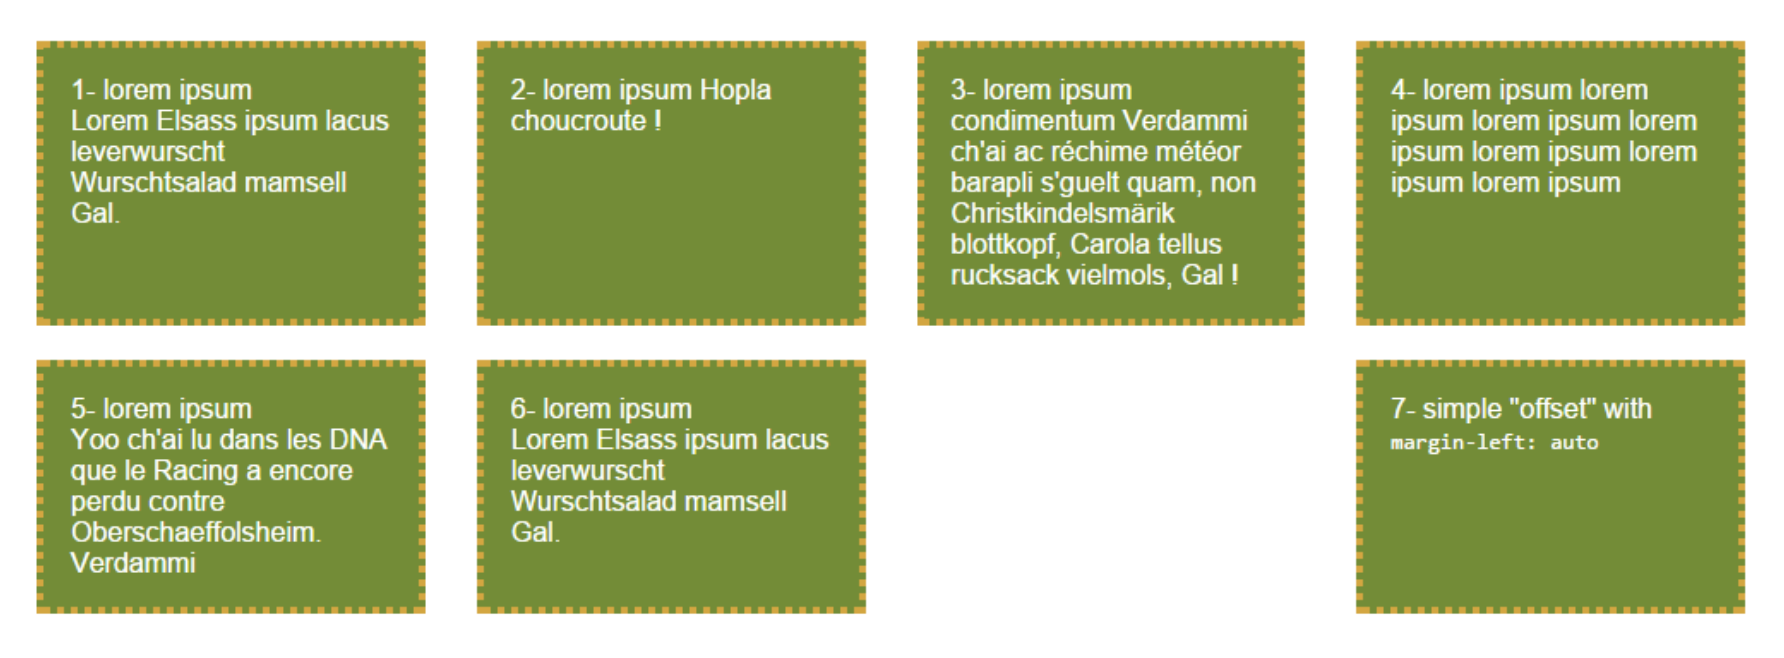 1- lorem ipsum
Lorem Elsass ipsum lacus
leverwurscht
Wurschtsalad mamsell
Gal.
2- lorem ipsum Hopla
choucroute !
3- lorem ipsum
condimentum Verdammi
ch'ai ac réchime météor
barapli s'guelt quam, non
Christkindelsmärik
blottkopf, Carola tellus
rucksack vielmols, Gal !
4- lorem ipsum lorem
ipsum lorem ipsum lorem
ipsum lorem ipsum lorem
ipsum lorem ipsum
5- lorem ipsum
Yoo ch'ai lu dans les DNA
que le Racing a encore
perdu contre
Oberschaeffolsheim.
Verdammi
6- lorem ipsum
Lorem Elsass ipsum lacus
leverwurscht
Wurschtsalad mamsell
Gal.
7- simple "offset" with
margin-left: auto